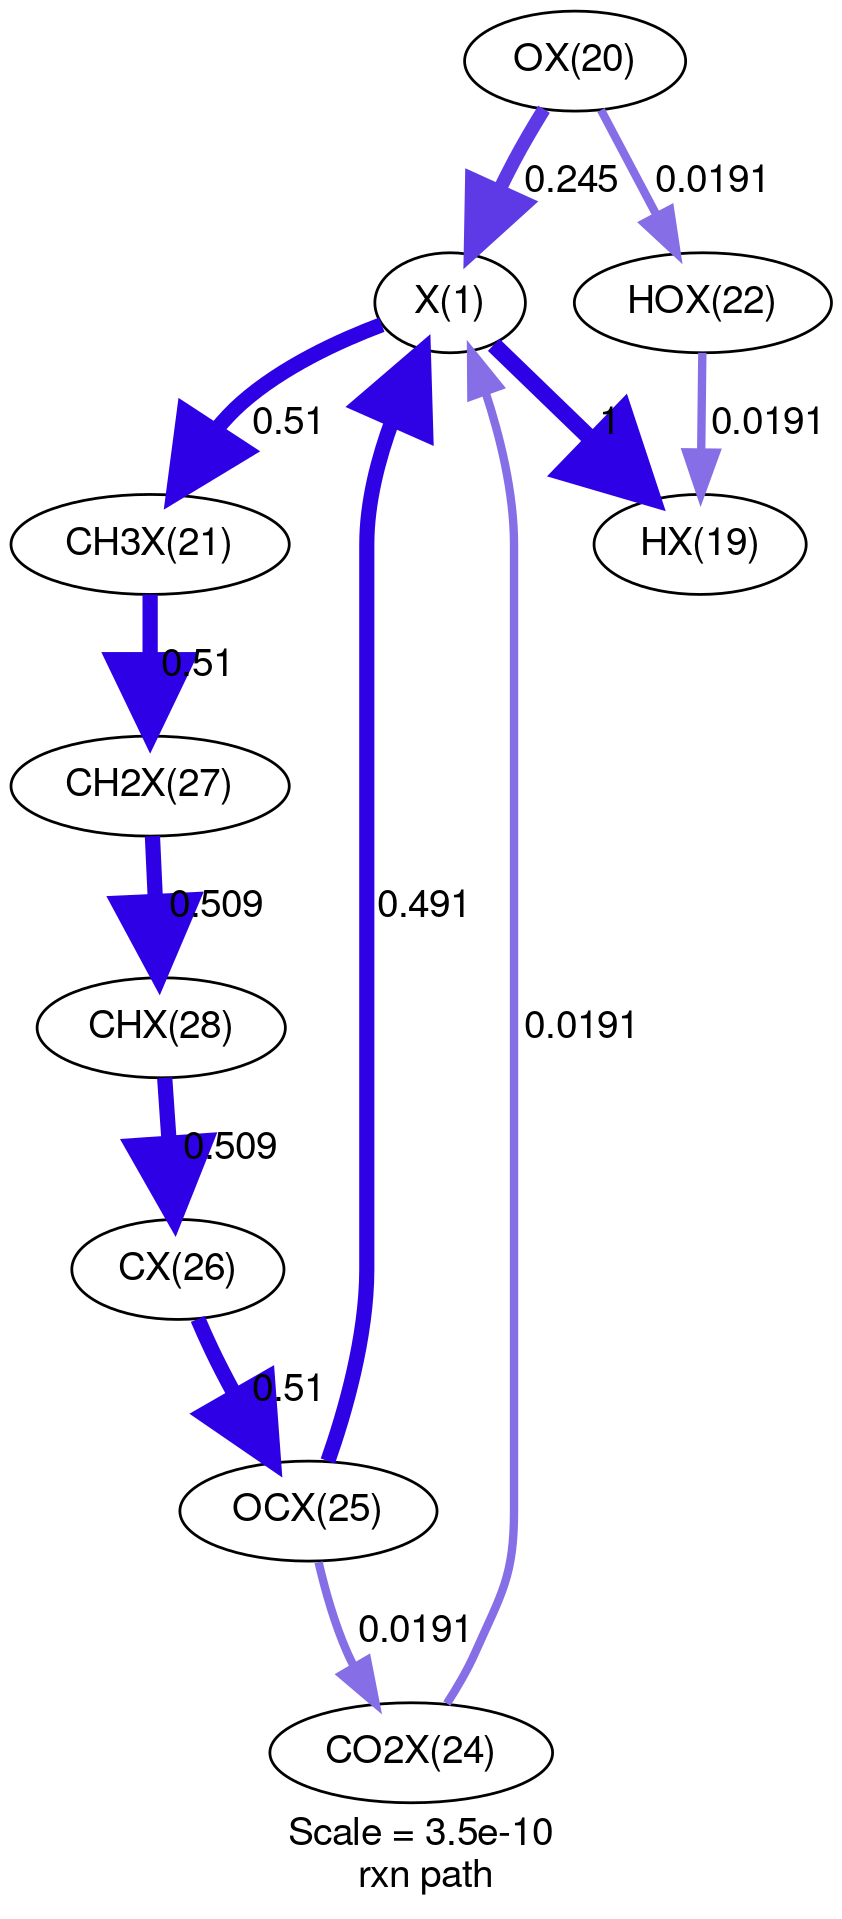 OX(20)
0.245
0.0191
X(1)
HOX(22)
0.51
1
0.0191
CH3X(21)
HX(19)
0.51
CH2X(27)
0.509
0.491
CHX(28)
0.0191
0.509
CX(26)
0.51
OCX(25)
0.0191
CO2X(24)
Scale = 3.5e-10
rxn path